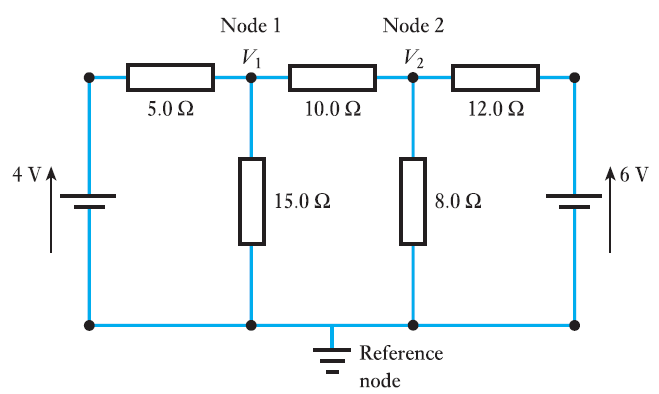 Node 1
Node 2
V₁
V₂
5.0 Ω
10.0 Ω
12.0 Ω
4 V
15.0 Ω
8.0 Ω
6 V
Reference
node